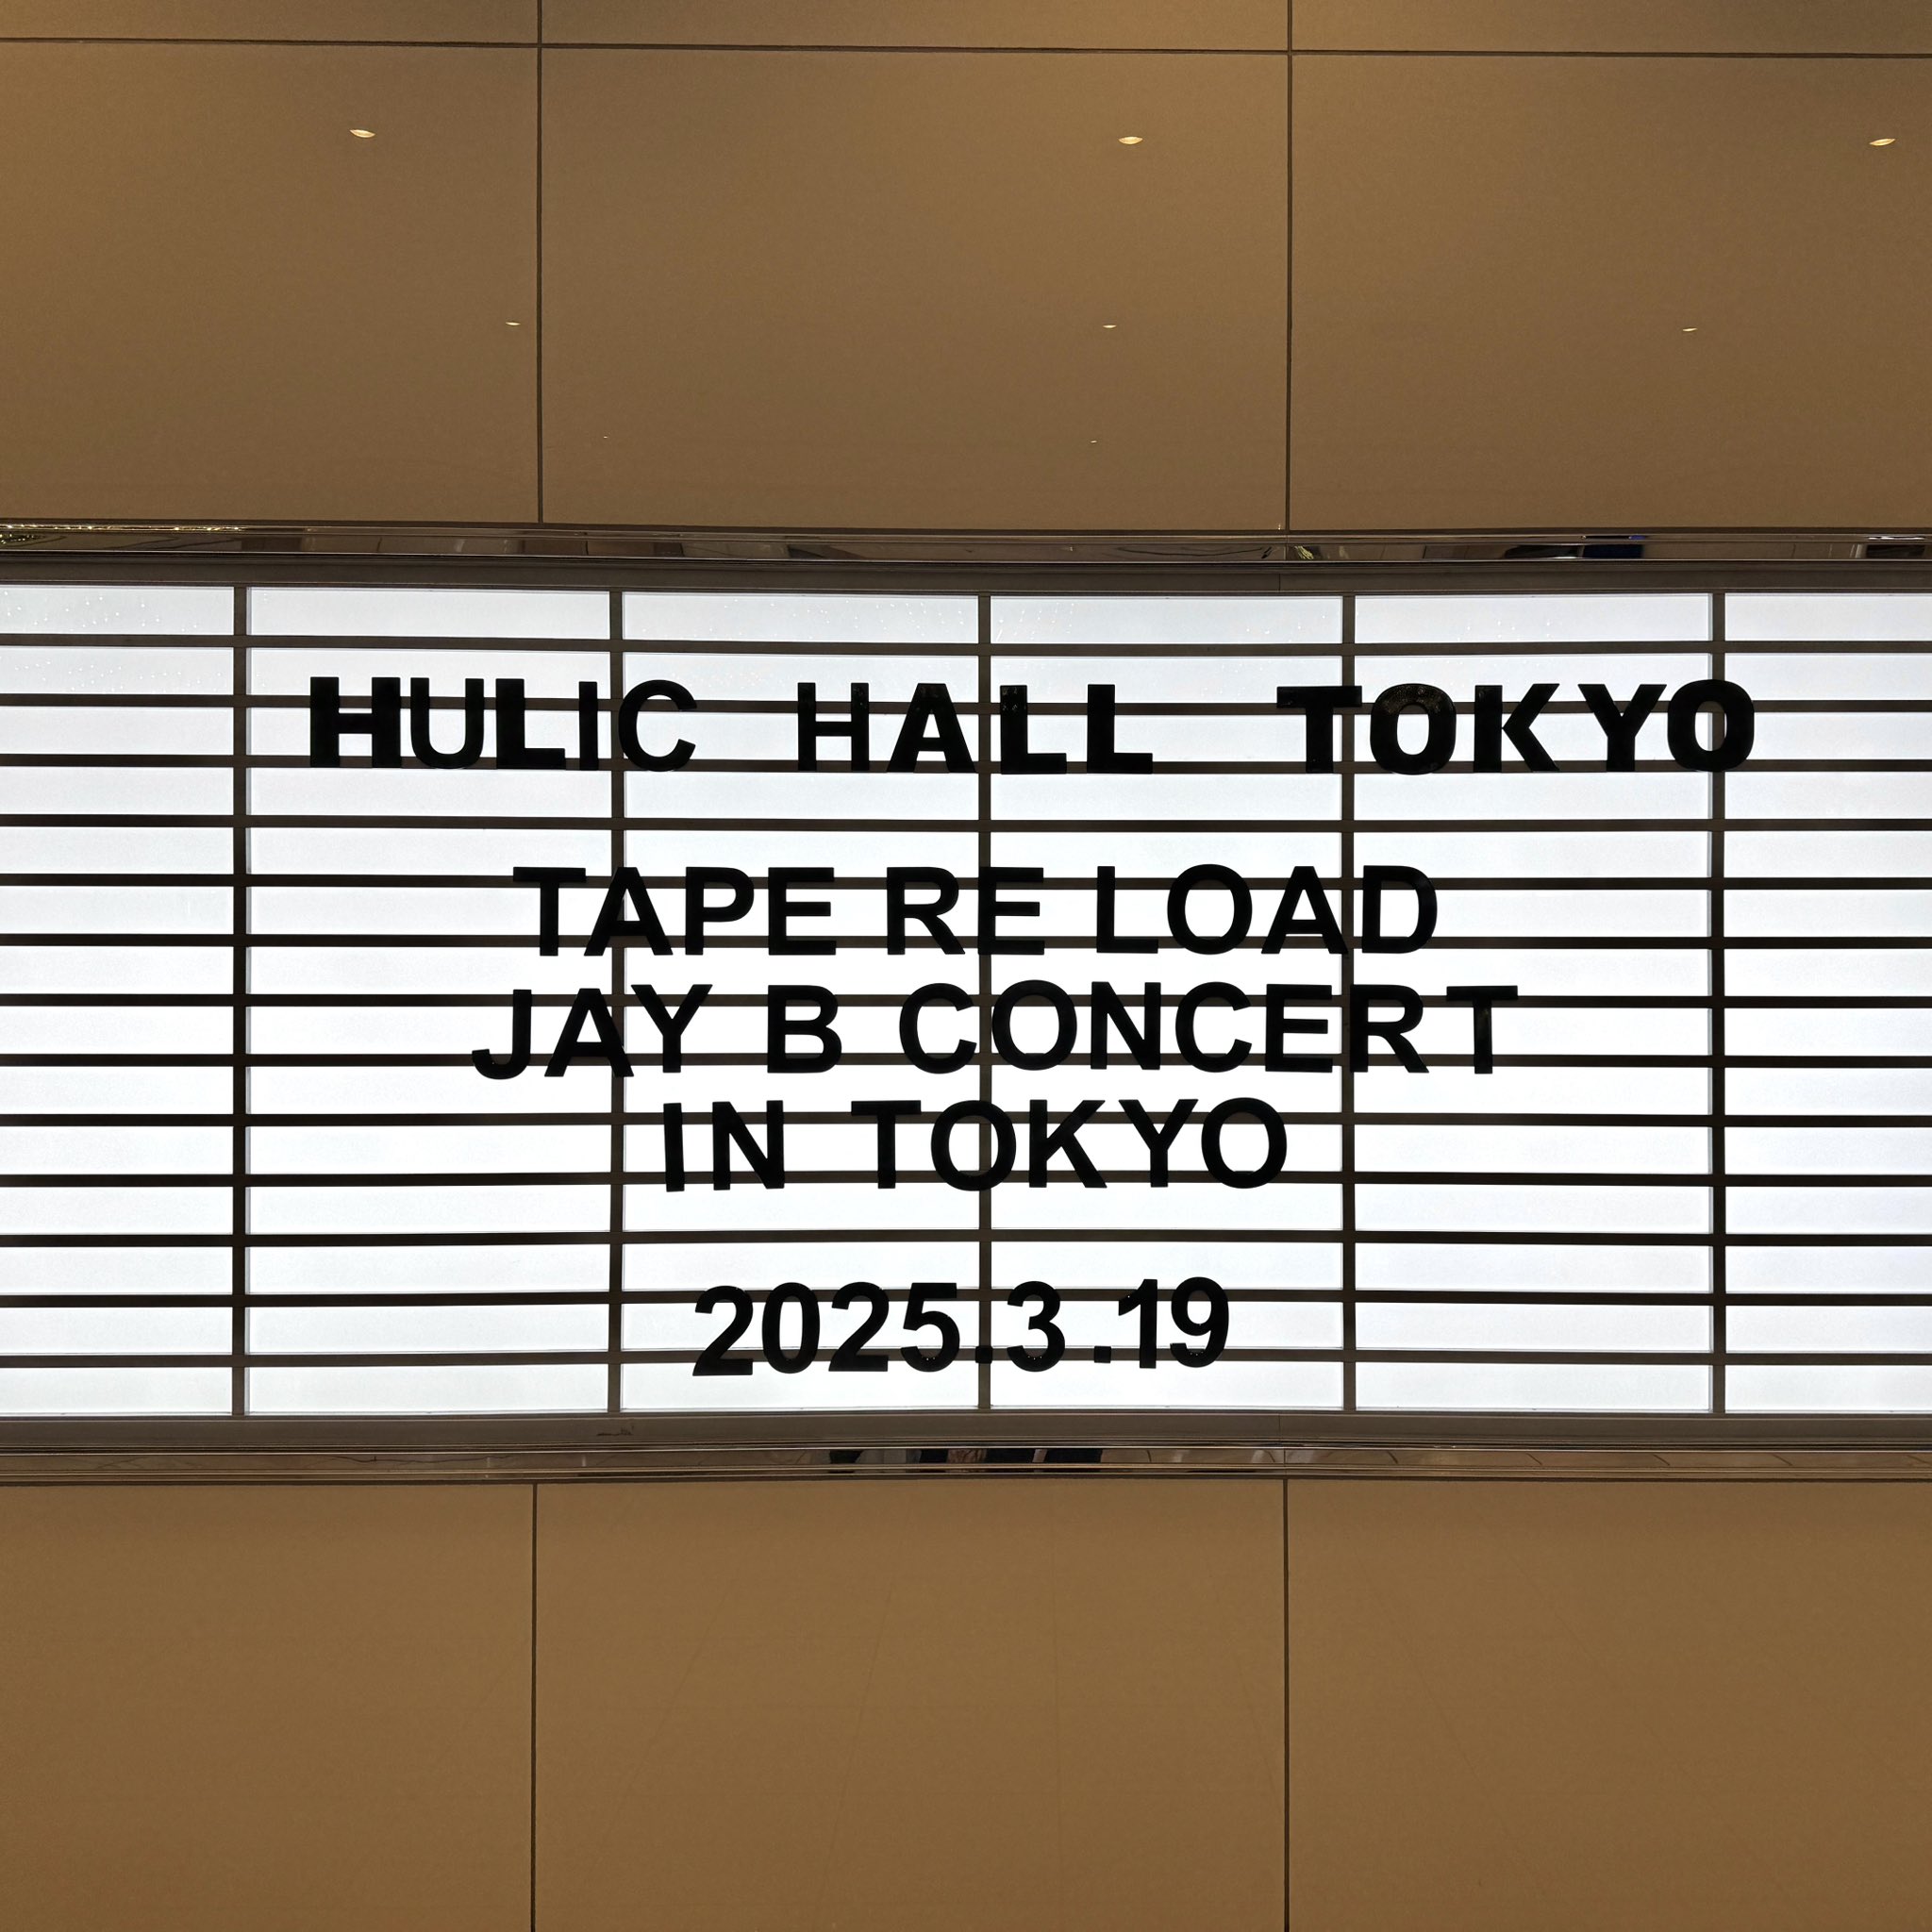 HULIC HALL TOKYO
TAPE RE LOAD
JAY B CONCERT
IN TOKYO
2025.3.19